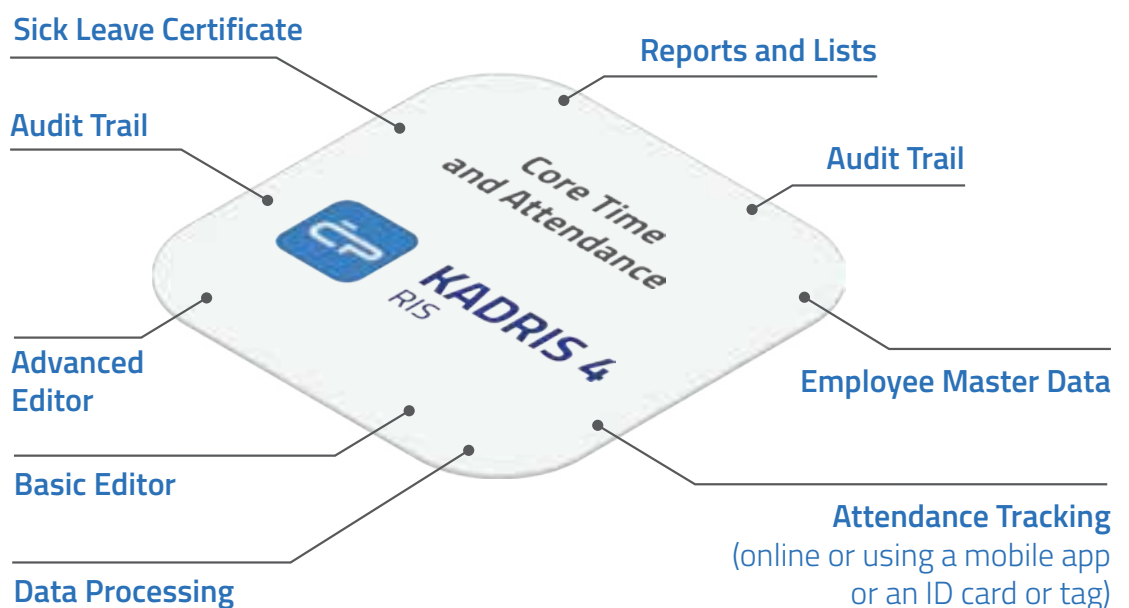 Sick Leave Certificate
Reports and Lists
Audit Trail
Audit Trail
Core Time
and Attendance
ČP
KADRIS 4
RIS
Advanced
Editor
Employee Master Data
Basic Editor
Attendance Tracking
(online or using a mobile app
or an ID card or tag)
Data Processing